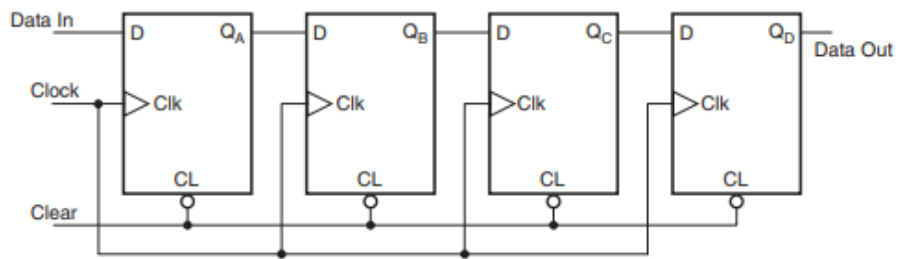 Data In
D QA D QB D QC D QD
Data Out
Clock
Clk Clk Clk Clk
CL CL CL CL
Clear